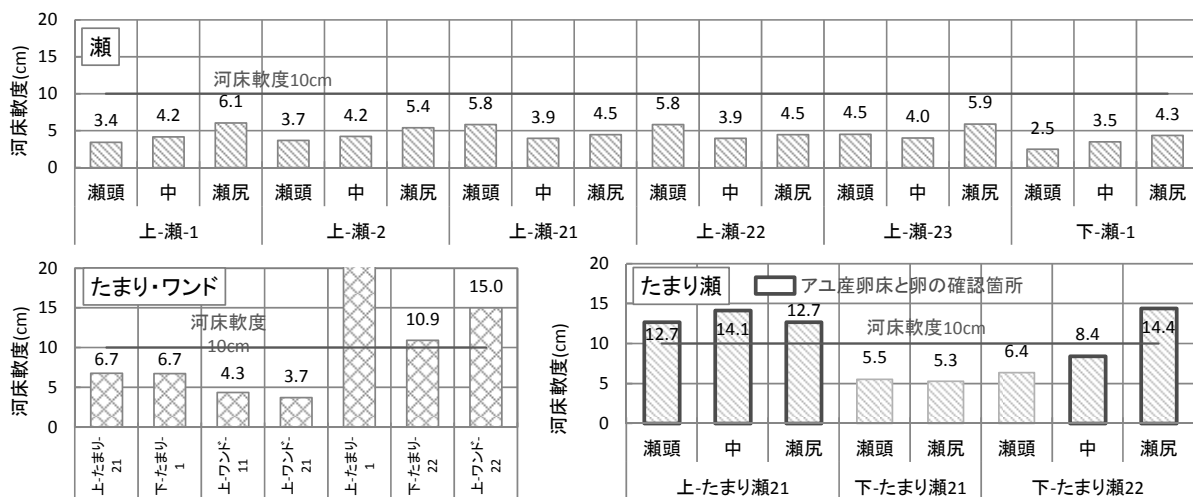 瀬
河床軟度(cm)
20
15
10
5
0
河床軟度10cm
3.4 4.2 6.1 3.7 4.2 5.4 5.8 3.9 4.5 5.8 3.9 4.5 4.5 4.0 5.9 2.5 3.5 4.3
瀬頭 中 瀬尻 瀬頭 中 瀬尻 瀬頭 中 瀬尻 瀬頭 中 瀬尻 瀬頭 中 瀬尻 瀬頭 中 瀬尻
上-瀬-1 上-瀬-2 上-瀬-21 上-瀬-22 上-瀬-23 下-瀬-1
たまり・ワンド
河床軟度(cm)
20
15
10
5
0
河床軟度
10cm
6.7 6.7 4.3 3.7 10.9 15.0
上-たまり-
21
下-たまり-
1
上-ワンド-
11
上-ワンド-
21
上-たまり-
1
下-たまり-
22
上-ワンド-
22
たまり瀬
アユ産卵床と卵の確認箇所
河床軟度(cm)
20
15
10
5
0
河床軟度10cm
12.7 14.1 12.7 5.5 5.3 6.4 8.4 14.4
瀬頭 中 瀬尻 瀬頭 瀬尻 瀬頭 中 瀬尻
上-たまり瀬21 下-たまり瀬21 下-たまり瀬22